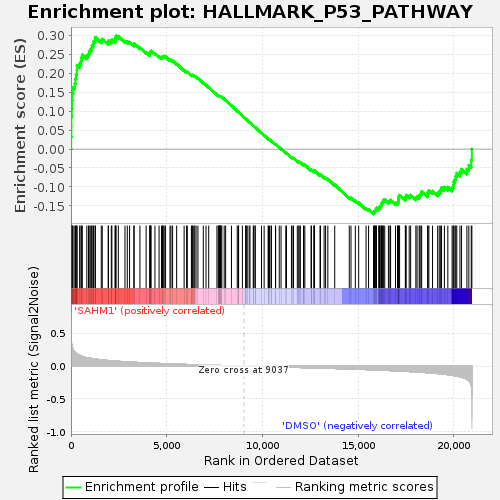 Enrichment plot: HALLMARK_P53_PATHWAY
Enrichment score (ES)
0.30
0.25
0.20
0.15
0.10
0.05
0.00
-0.05
-0.10
-0.15
'SAHM1' (positively correlated)
Ranked list metric (Signal2Noise)
0.5
0.0
-0.5
-1.0
Zero cross at 9037
'DMSO' (negatively correlated)
0
5,000
10,000
15,000
20,000
Rank in Ordered Dataset
Enrichment profile
Hits
Ranking metric scores